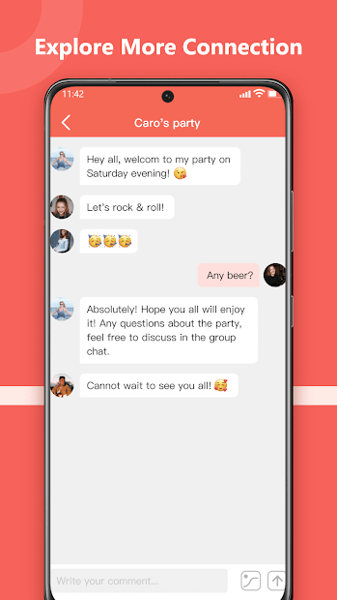 Explore More Connection
11:42
Caro's party
Hey all, welcom to my party on
Saturday evening! 😘
Let's rock & roll!
🥳🥳🥳
Any beer?
Absolutely! Hope you all will enjoy
it! Any questions about the party,
feel free to discuss in the group
chat.
Cannot wait to see you all! 🥰
Write your comment...